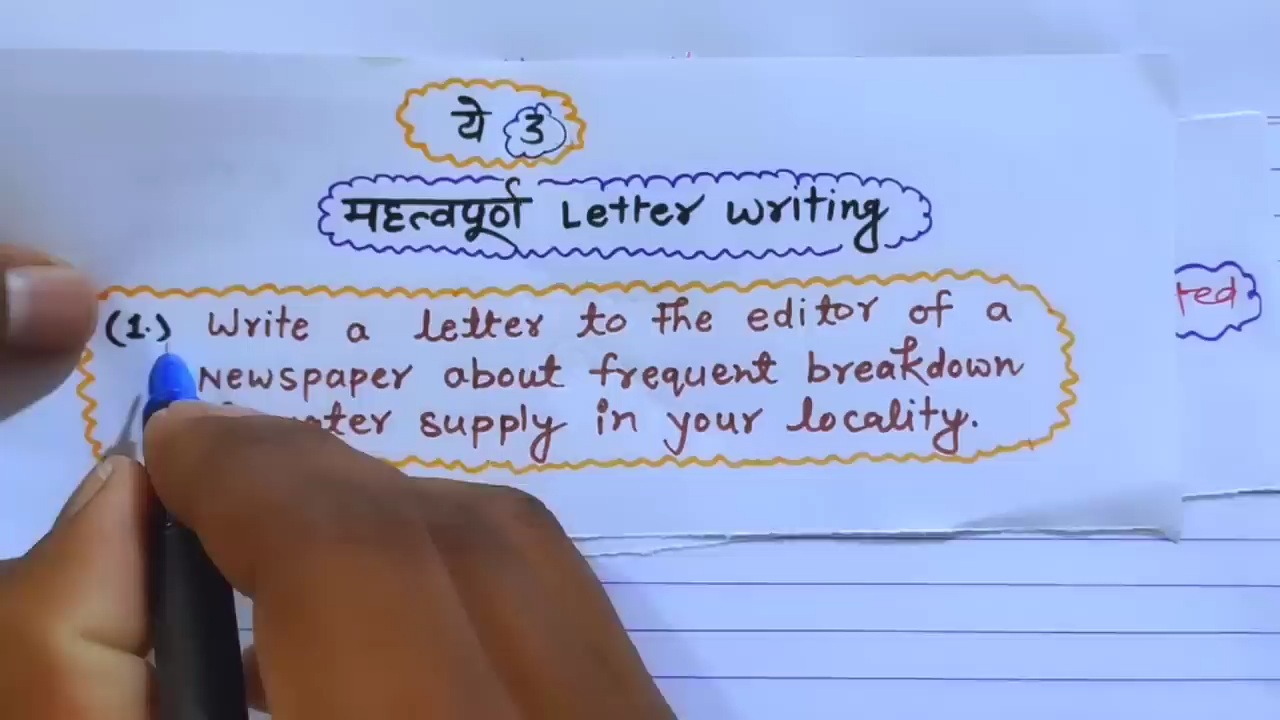 ये 3
महत्वपूर्ण Letter writing
(1.) Write a letter to the editor of a
Newspaper about frequent breakdown
supply in your locality.
ted